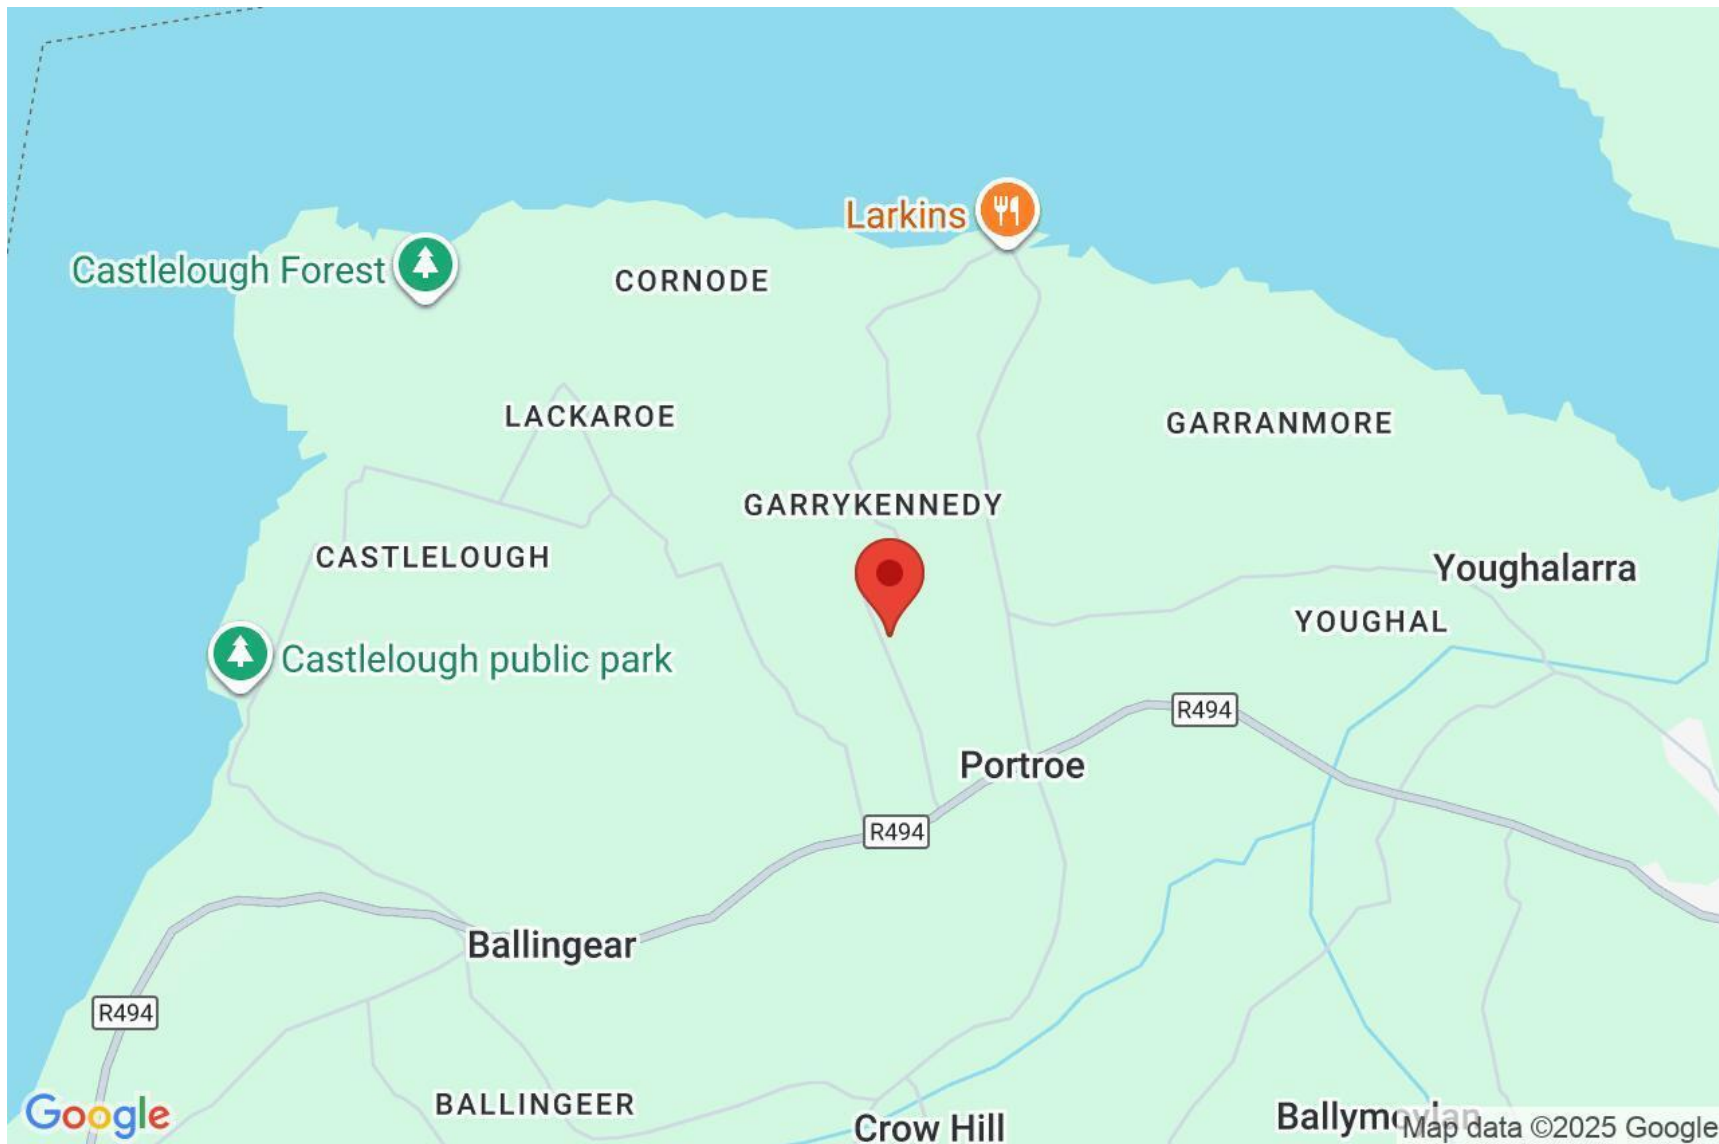 Larkins
Castlelough Forest
CORNODE
LACKAROE
GARRANMORE
GARRYKENNEDY
CASTLELOUGH
Youghalarra
YOUGHAL
Castlelough public park
R494
Portroe
R494
Ballingear
R494
BALLINGEER
Google
Crow Hill
Ballymoylan
Map data ©2025 Google